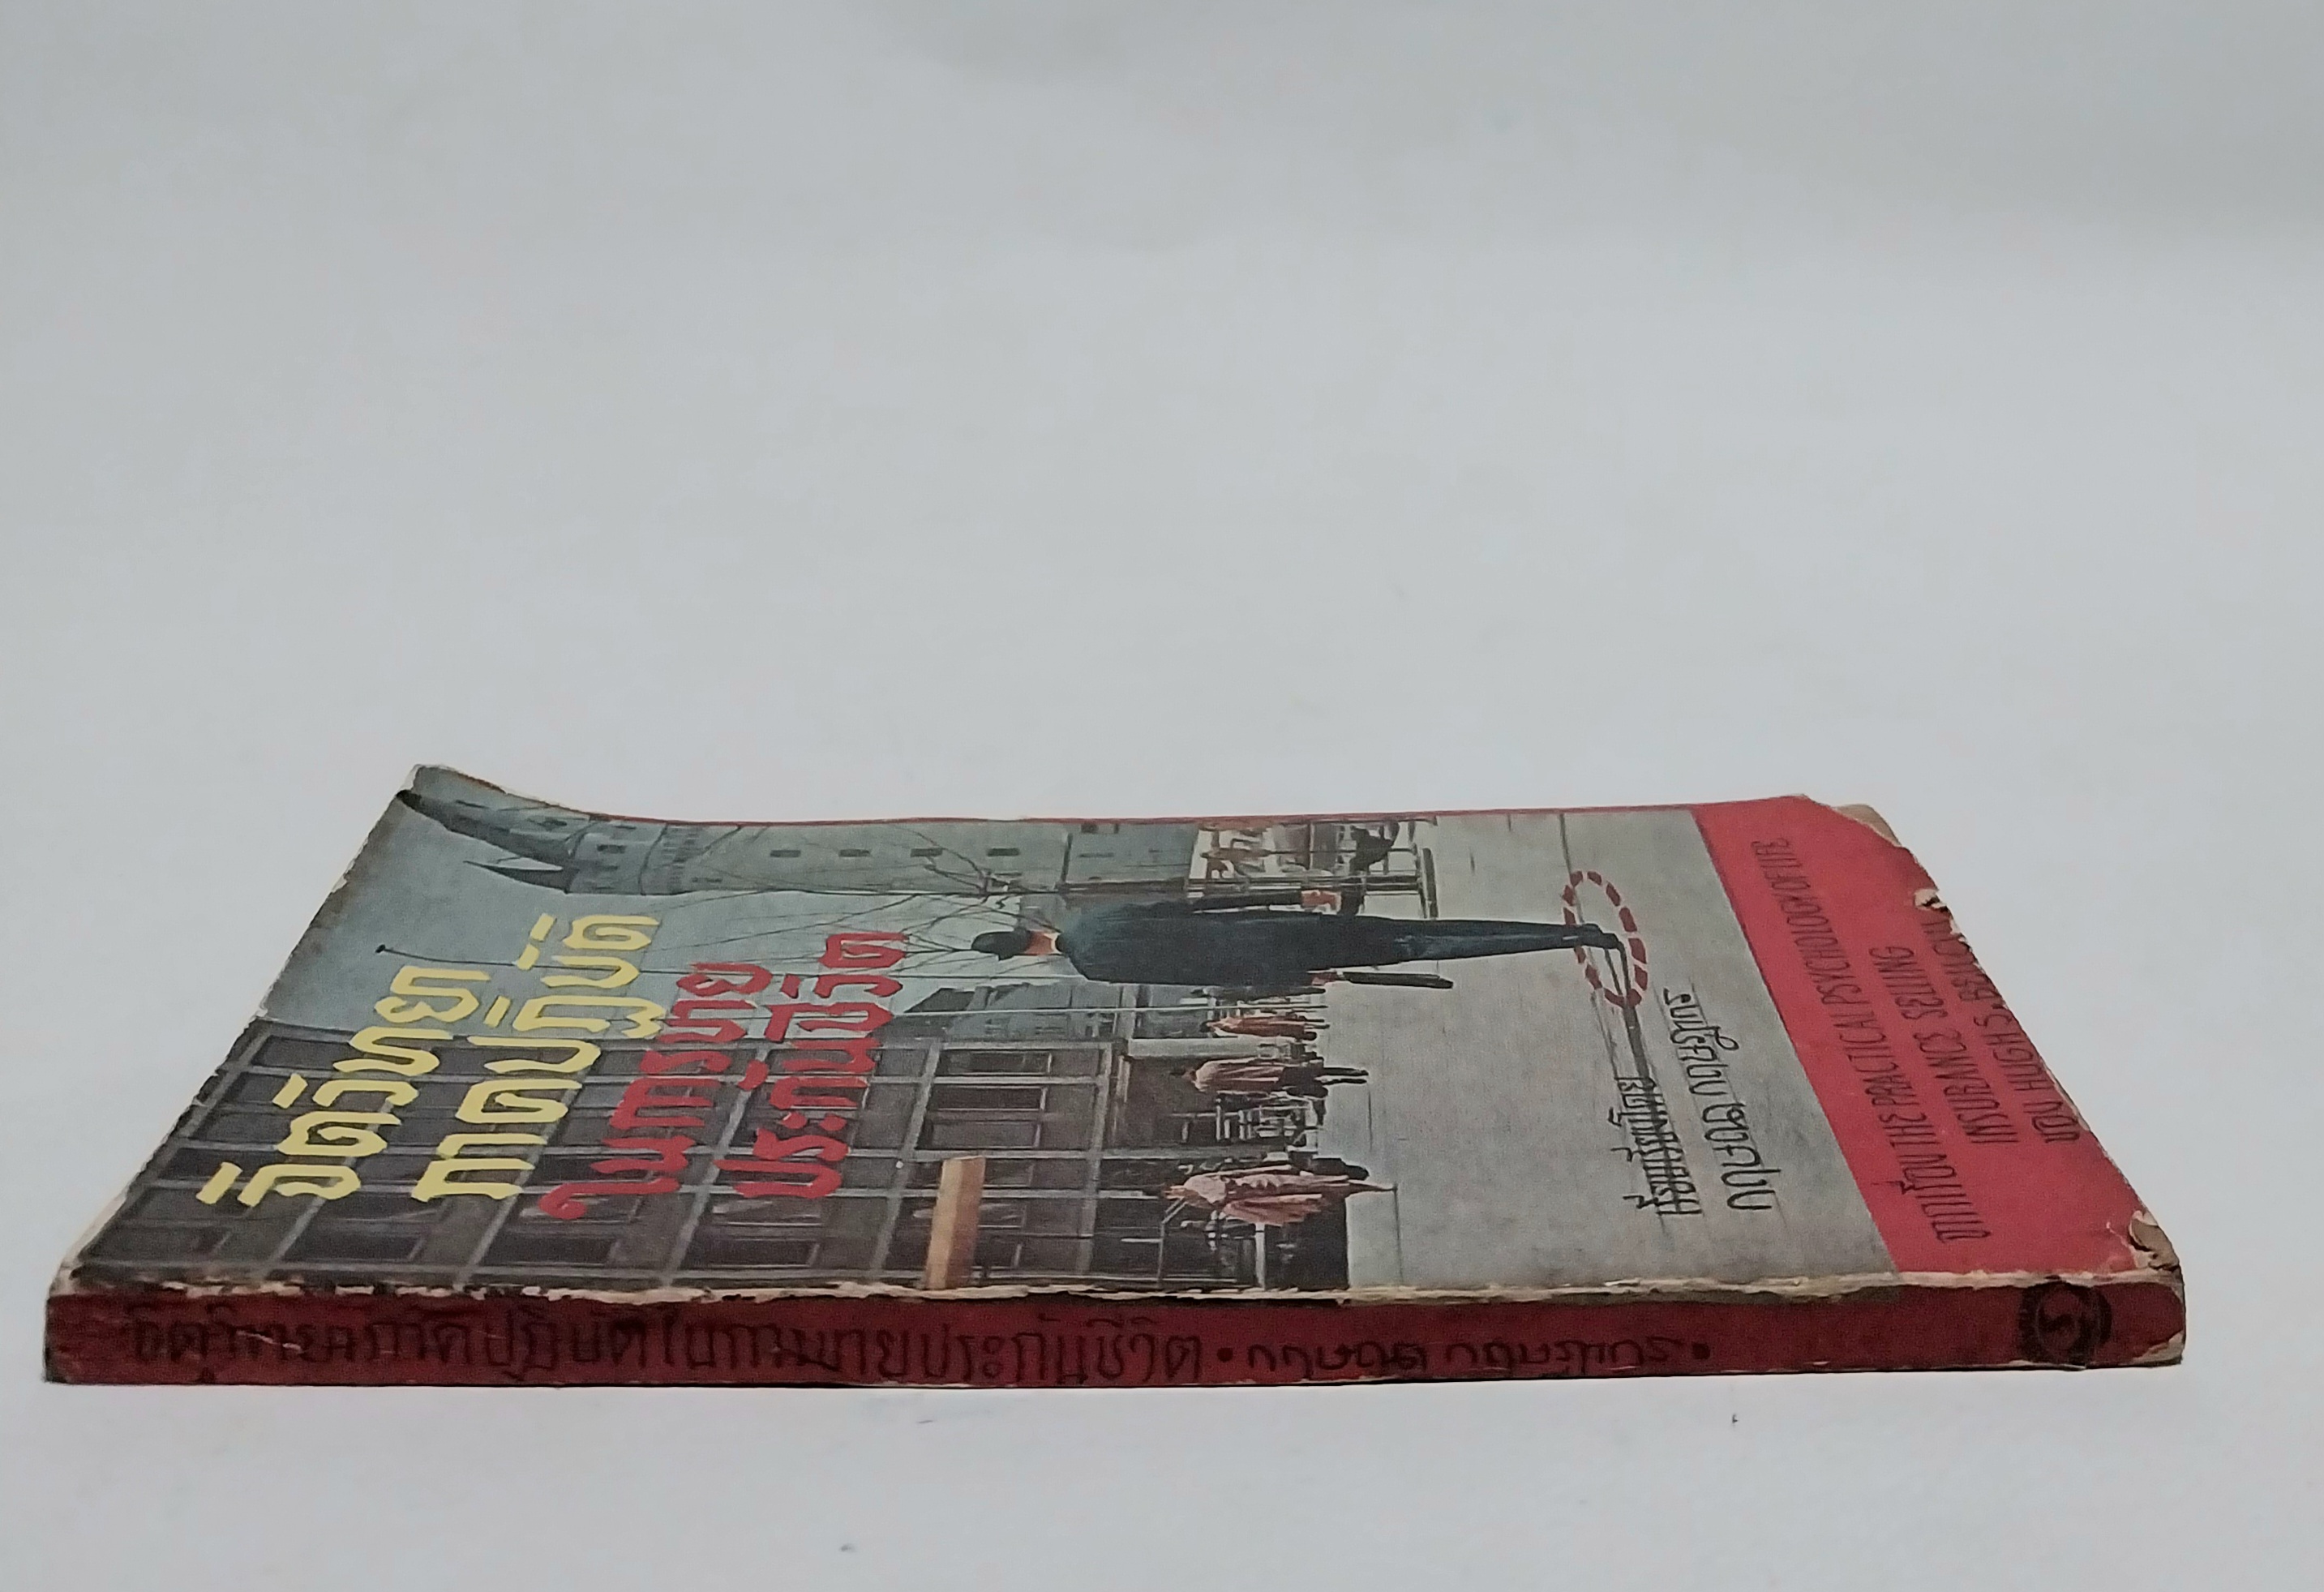 จิตวิทยา
ภาคปฏิบัติ
ในการขาย
ประกันชีวิต
เรียบเรียงโดย
กฤษณา กฤษฎากร
จากเรื่อง THE PRACTICAL PSYCHOLOGY OF LIFE
INSURANCE SELLING
ของ HUGH S.
จิตวิทยาภาคปฏิบัติในการขายประกันชีวิต • กฤษณา กฤษฎากร •